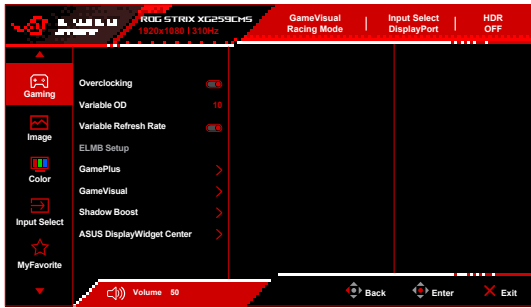 ROG STRIX XG259CMS
1920x1080 | 310Hz
GameVisual
Racing Mode
Input Select
DisplayPort
HDR
OFF
Gaming
Image
Color
Input Select
MyFavorite
Overclocking
Variable OD 10
Variable Refresh Rate
ELMB Setup
GamePlus
GameVisual
Shadow Boost
ASUS DisplayWidget Center
Volume 50
Back
Enter
Exit